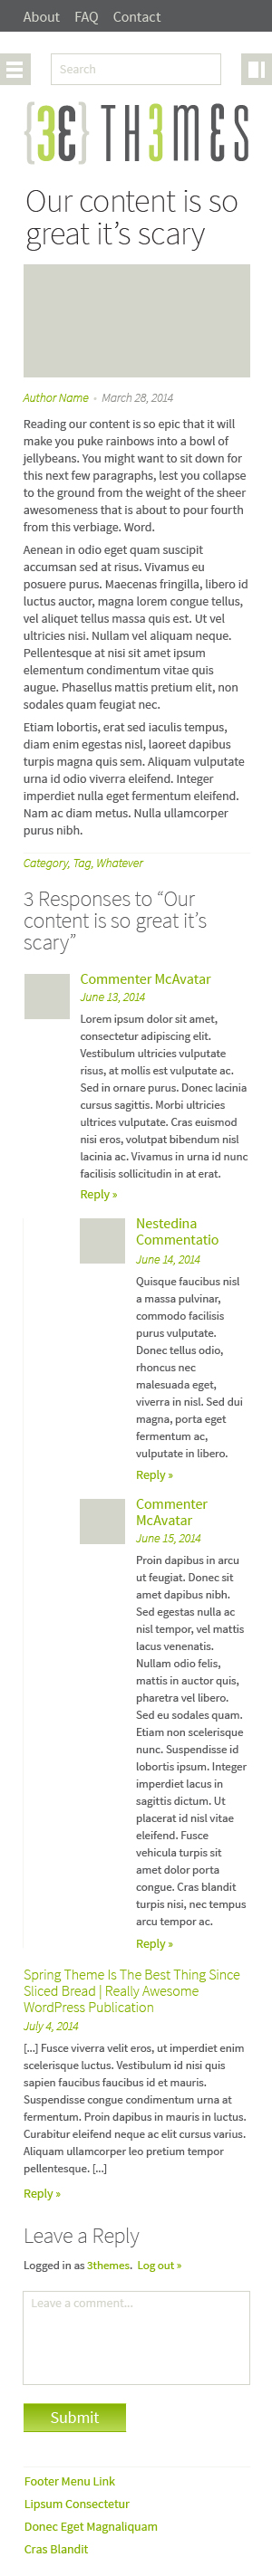 About FAQ Contact
Search
{3E} TH3MES
Our content is so
great it’s scary
Author Name - March 28, 2014
Reading our content is so epic that it will
make you puke rainbows into a bowl of
jellybeans. You might want to sit down for
this next few paragraphs, lest you collapse
to the ground from the weight of the sheer
awesomeness that is about to pour fourth
from this verbiage. Word.
Aenean in odio eget quam suscipit
accumsan sed at risus. Vivamus eu
posuere purus. Maecenas fringilla, libero id
luctus auctor, magna lorem congue tellus,
vel aliquet tellus massa quis est. Ut vel
ultricies nisi. Nullam vel aliquam neque.
Pellentesque at nisi sit amet ipsum
elementum condimentum vitae quis
augue. Phasellus mattis pretium elit, non
sodales quam feugiat nec.
Etiam lobortis, erat sed iaculis tempus,
diam enim egestas nisl, laoreet dapibus
turpis magna quis sem. Aliquam vulputate
urna id odio viverra eleifend. Integer
imperdiet nulla eget fermentum eleifend.
Nam ac diam metus. Nulla ullamcorper
purus nibh.
Category, Tag, Whatever
3 Responses to “Our
content is so great it’s
scary”
Commenter McAvatar
June 13, 2014
Lorem ipsum dolor sit amet,
consectetur adipiscing elit.
Vestibulum ultricies vulputate
risus, at mollis est vulputate ac.
Sed in ornare purus. Donec lacinia
cursus sagittis. Morbi ultricies
ultrices vulputate. Cras euismod
nisi eros, volutpat bibendum nisl
lacinia ac. Vivamus in urna id nunc
facilisis sollicitudin in at erat.
Reply »
Nestedina
Commentatio
June 14, 2014
Quisque faucibus nisl
a massa pulvinar,
commodo facilisis
purus vulputate.
Donec tellus odio,
rhoncus nec
malesuada eget,
viverra in nisl. Sed dui
magna, porta eget
fermentum ac,
vulputate in libero.
Reply »
Commenter
McAvatar
June 15, 2014
Proin dapibus in arcu
ut feugiat. Donec sit
amet dapibus nibh.
Sed egestas nulla ac
nisl tempor, vel mattis
lacus venenatis.
Nullam odio felis,
mattis in auctor quis,
pharetra vel libero.
Sed eu sodales quam.
Etiam non scelerisque
nunc. Suspendisse id
lobortis ipsum. Integer
imperdiet lacus in
sagittis dictum. Ut
placerat id nisl vitae
eleifend. Fusce
vehicula turpis sit
amet dolor porta
congue. Cras blandit
turpis nisi, nec tempus
arcu tempor ac.
Reply »
Spring Theme Is The Best Thing Since
Sliced Bread | Really Awesome
WordPress Publication
July 4, 2014
[...] Fusce viverra velit eros, ut imperdiet enim
scelerisque luctus. Vestibulum id nisi quis
sapien faucibus faucibus id et mauris.
Suspendisse congue condimentum urna at
fermentum. Proin dapibus in mauris in luctus.
Curabitur eleifend neque ac elit cursus varius.
Aliquam ullamcorper leo pretium tempor
pellentesque. [...]
Reply »
Leave a Reply
Logged in as 3themes. Log out »
Leave a comment...
Submit
Footer Menu Link
Lipsum Consectetur
Donec Eget Magnaliquam
Cras Blandit